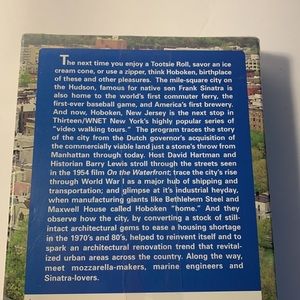 The next time you enjoy a Tootsie Roll, savor an ice
cream cone, or use a zipper, think Hoboken, birthplace
of these and other pleasures. The mile-square city on
the Hudson, famous for native son Frank Sinatra is
also home to the world's first commuter ferry, the
first-ever baseball game, and America's first brewery.
And now, Hoboken, New Jersey is the next stop in
Thirteen/WNET New York's highly popular series of
"video walking tours." The program traces the story
of the city from the Dutch governor's acquisition of
the commercially viable land just a stone's throw from
Manhattan through today. Host David Hartman and
Historian Barry Lewis stroll through the streets seen
in the 1954 film On the Waterfront; trace the city's rise
through World War I as a major hub of shipping and
transportation; and glimpse at it's industrial heyday,
when manufacturing giants like Bethlehem Steel and
Maxwell House called Hoboken "home." And they
observe how the city, by converting a stock of still-
intact architectural gems to ease a housing shortage
in the 1970's and 80's, helped to reinvent itself and to
spark an architectural renovation trend that revital-
ized urban areas across the country. Along the way,
meet mozzarella-makers, marine engineers and
Sinatra-lovers.